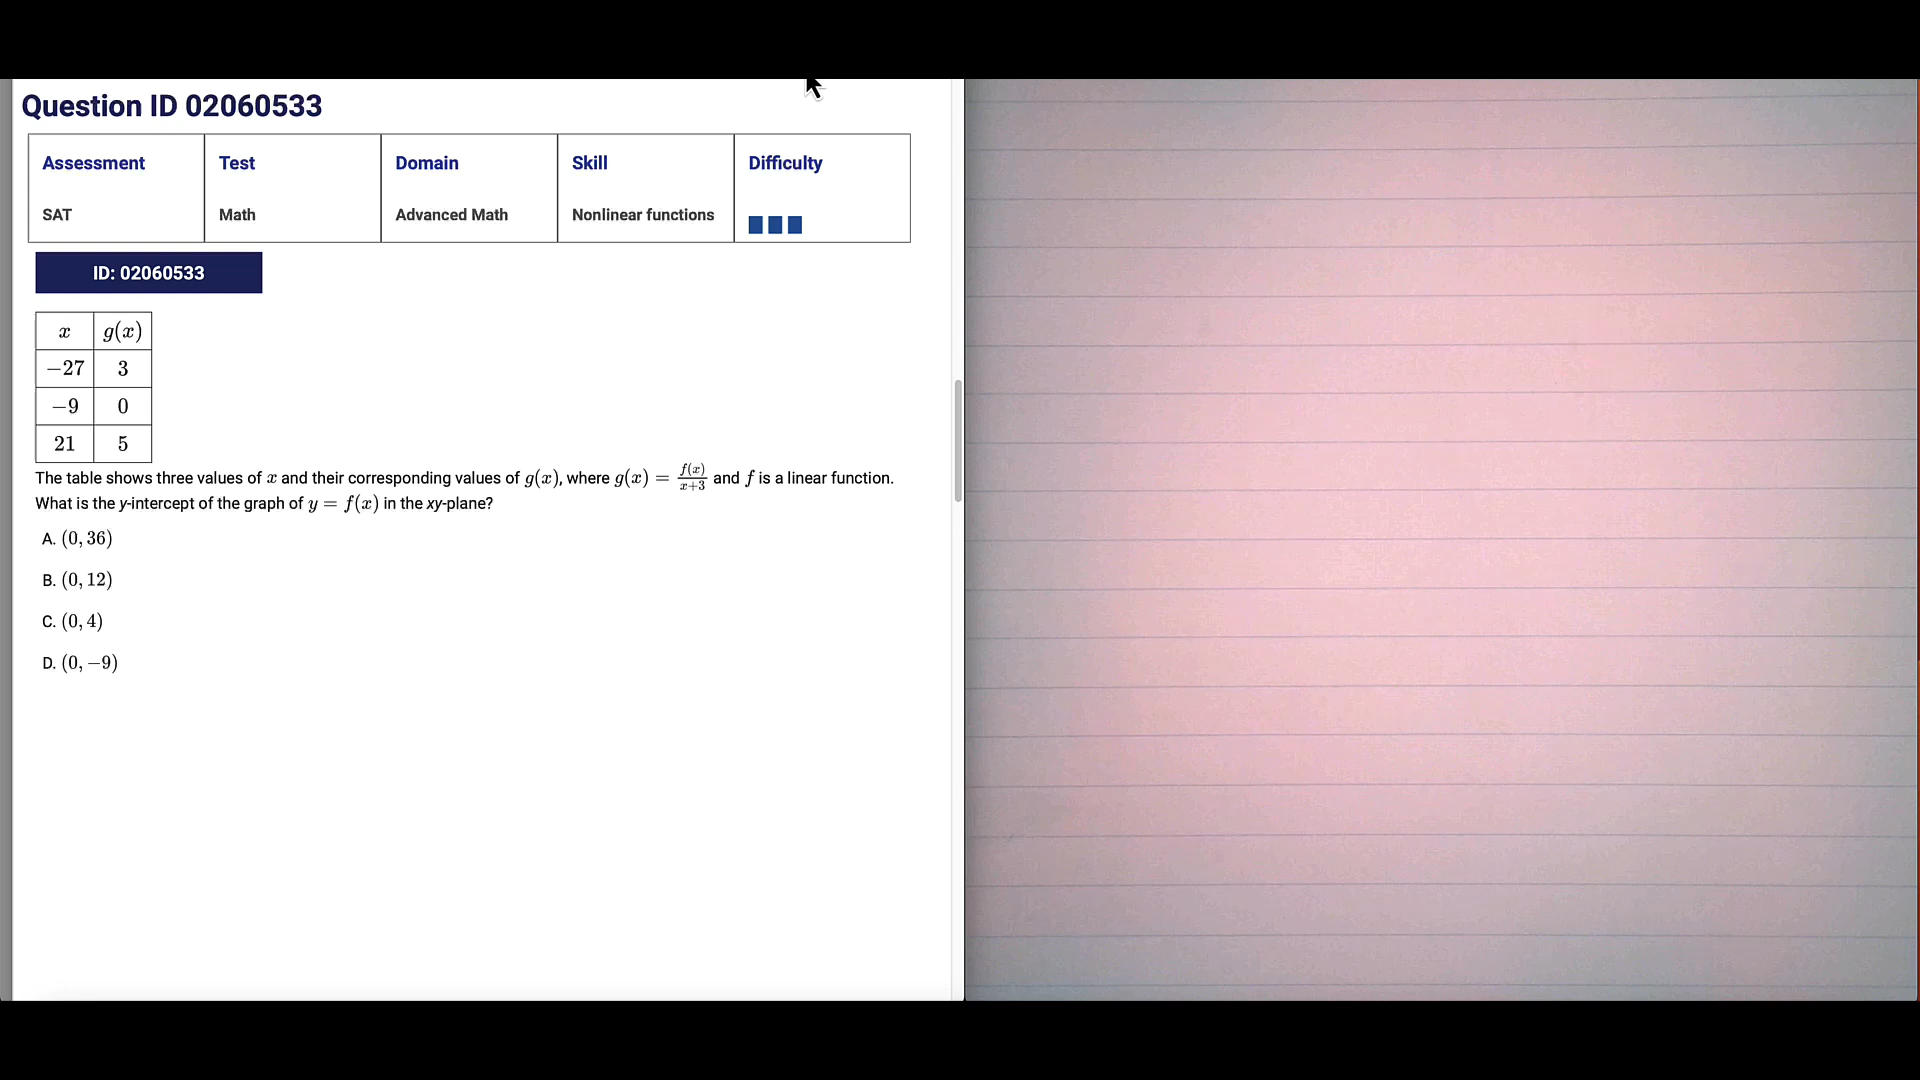 Question ID 02060533
Assessment Test Domain Skill Difficulty
SAT Math Advanced Math Nonlinear functions
ID: 02060533
x g(x)
−27 3
−9 0
21 5
The table shows three values of x and their corresponding values of g(x), where g(x) = f(x)/(x+3) and f is a linear function.
What is the y-intercept of the graph of y = f(x) in the xy-plane?
A. (0, 36)
B. (0, 12)
C. (0, 4)
D. (0, −9)